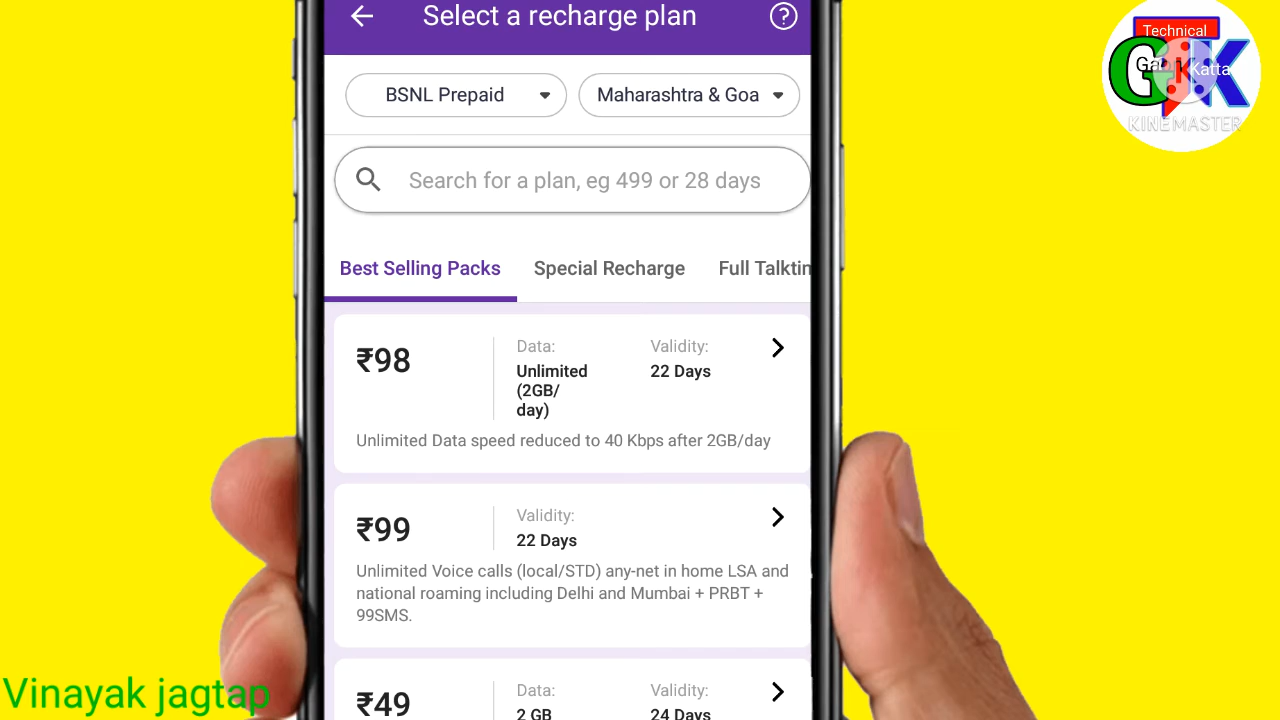 Select a recharge plan
Technical
G K
Gappa Katta
KINEMASTER
BSNL Prepaid
Maharashtra & Goa
Search for a plan, eg 499 or 28 days
Best Selling Packs
Special Recharge
Full Talktin
₹98
Data:
Unlimited
(2GB/
day)
Validity:
22 Days
Unlimited Data speed reduced to 40 Kbps after 2GB/day
₹99
Validity:
22 Days
Unlimited Voice calls (local/STD) any-net in home LSA and
national roaming including Delhi and Mumbai + PRBT +
99SMS.
₹49
Data:
2 GB
Validity:
24 Days
Vinayak jagtap